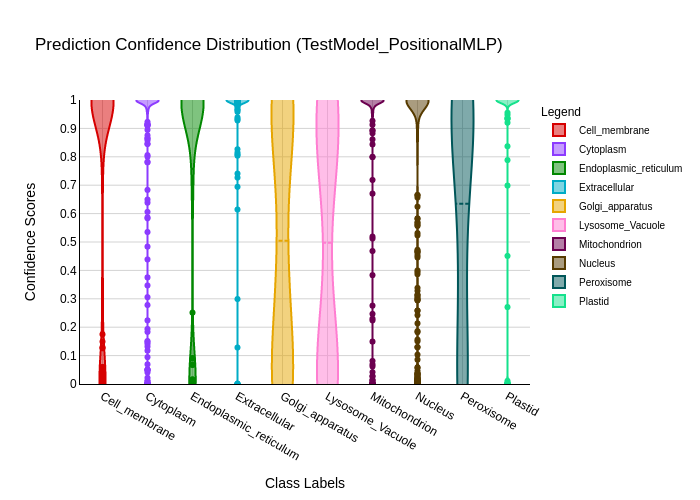 Prediction Confidence Distribution (TestModel_PositionalMLP)
Legend
Cell_membrane
Cytoplasm
Endoplasmic_reticulum
Extracellular
Golgi_apparatus
Lysosome_Vacuole
Mitochondrion
Nucleus
Peroxisome
Plastid
Confidence Scores
1
0.9
0.8
0.7
0.6
0.5
0.4
0.3
0.2
0.1
0
Cell_membrane
Cytoplasm
Endoplasmic_reticulum
Extracellular
Golgi_apparatus
Lysosome_Vacuole
Mitochondrion
Nucleus
Peroxisome
Plastid
Class Labels